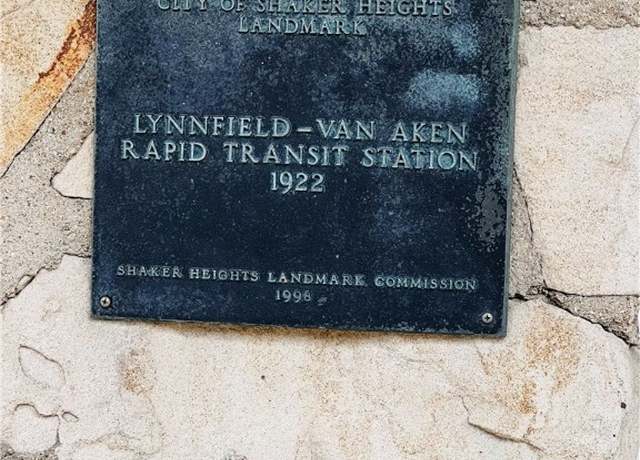 CITY OF SHAKER HEIGHTS
LANDMARK
LYNNFIELD – VAN AKEN
RAPID TRANSIT STATION
1922
SHAKER HEIGHTS LANDMARK COMMISSION
1998